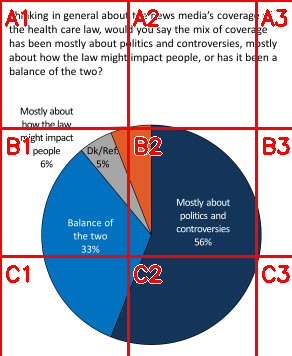 Thinking in general about the news media's coverage of
the health care law, would you say the mix of coverage
has been mostly about politics and controversies, mostly
about how the law might impact people, or has it been a
balance of the two?
Mostly about
how the law
might impact
people
6%
Dk/Ref.
5%
Mostly about
politics and
controversies
56%
Balance of
the two
33%
A1
A2
A3
B1
B2
B3
C1
C2
C3